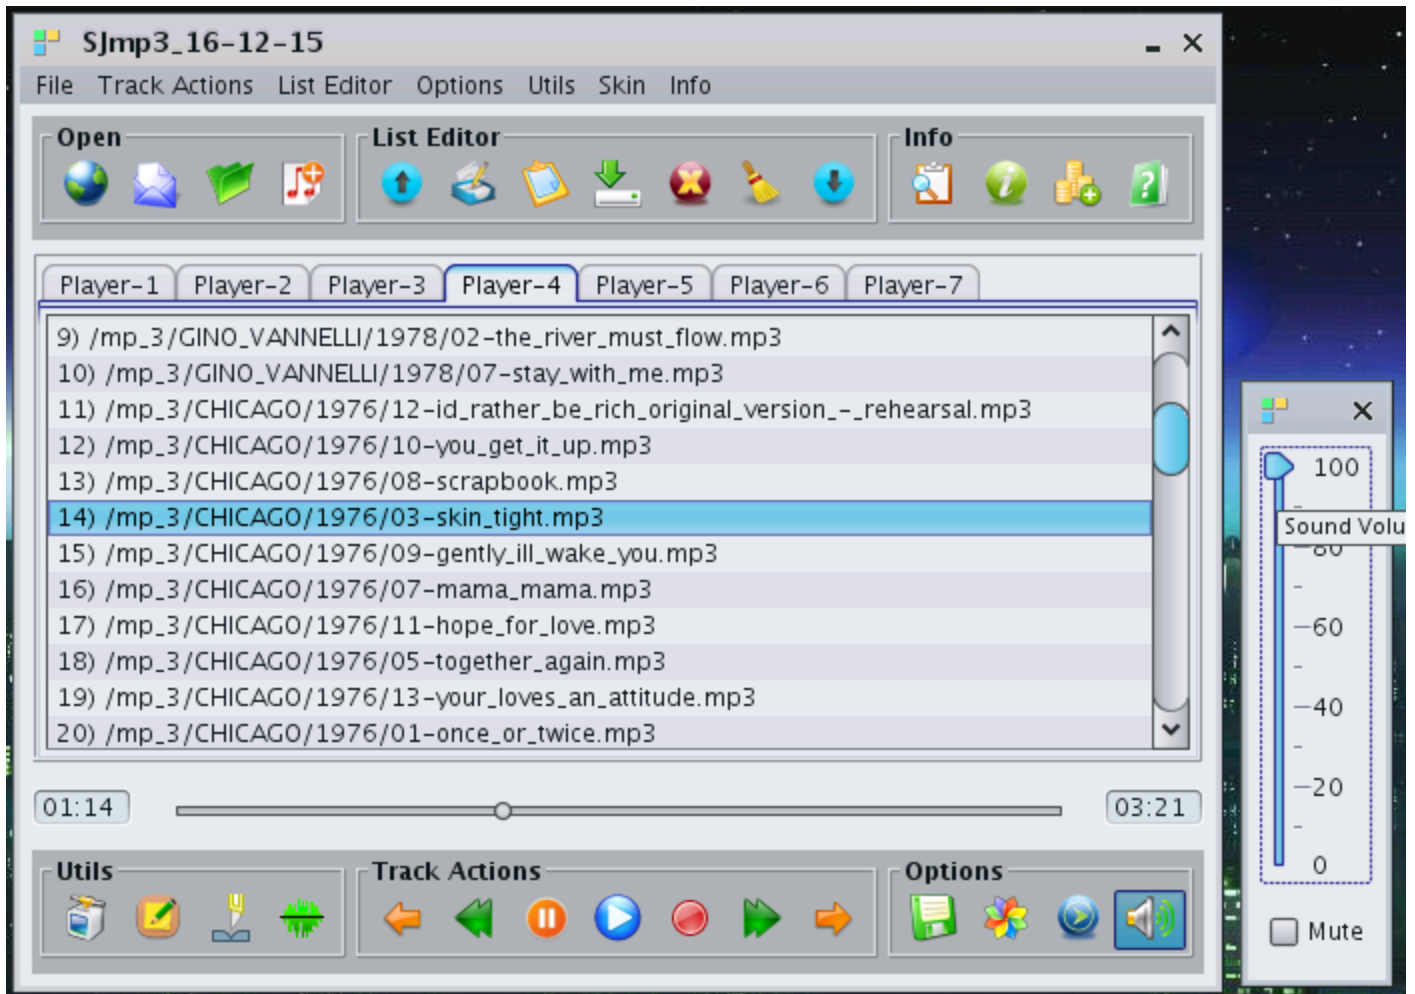 SJmp3_16-12-15
File Track Actions List Editor Options Utils Skin Info
Open List Editor Info
Player-1 Player-2 Player-3 Player-4 Player-5 Player-6 Player-7
9) /mp_3/GINO_VANNELLI/1978/02-the_river_must_flow.mp3
10) /mp_3/GINO_VANNELLI/1978/07-stay_with_me.mp3
11) /mp_3/CHICAGO/1976/12-id_rather_be_rich_original_version_-_rehearsal.mp3
12) /mp_3/CHICAGO/1976/10-you_get_it_up.mp3
13) /mp_3/CHICAGO/1976/08-scrapbook.mp3
14) /mp_3/CHICAGO/1976/03-skin_tight.mp3
15) /mp_3/CHICAGO/1976/09-gently_ill_wake_you.mp3
16) /mp_3/CHICAGO/1976/07-mama_mama.mp3
17) /mp_3/CHICAGO/1976/11-hope_for_love.mp3
18) /mp_3/CHICAGO/1976/05-together_again.mp3
19) /mp_3/CHICAGO/1976/13-your_loves_an_attitude.mp3
20) /mp_3/CHICAGO/1976/01-once_or_twice.mp3
01:14 03:21
Utils Track Actions Options
100
Sound Volu
80
60
40
20
0
Mute